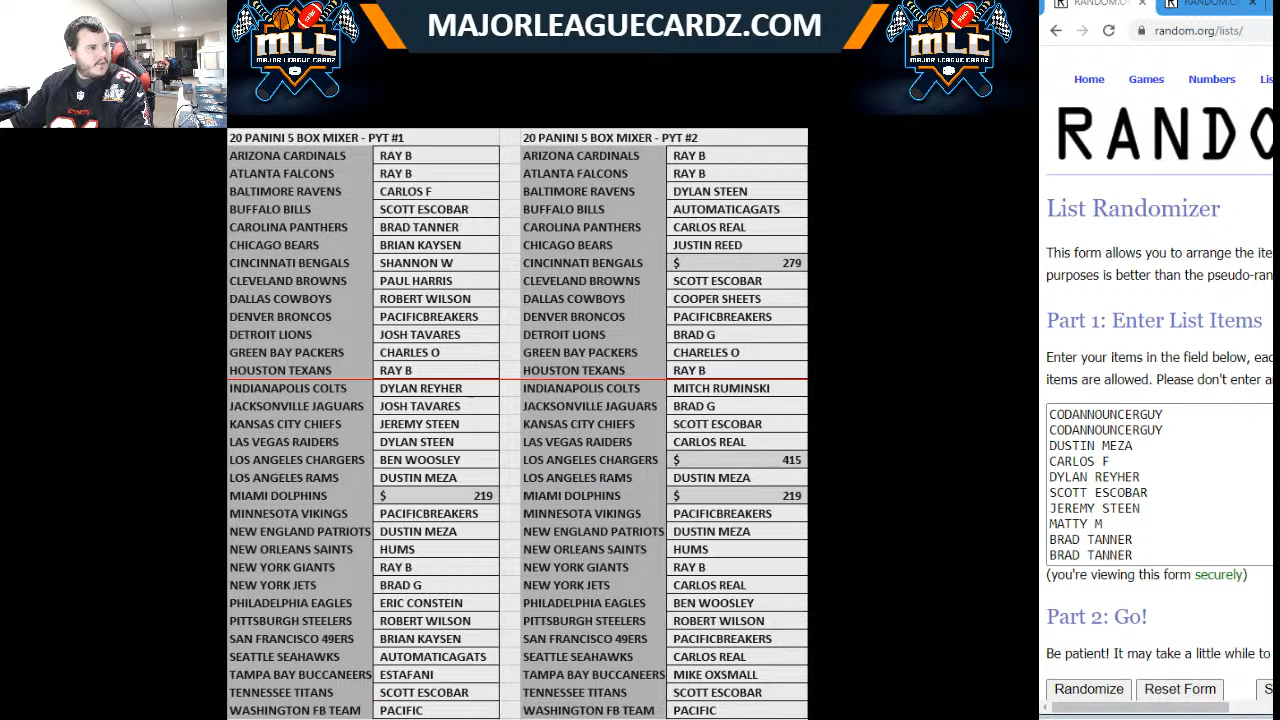 MAJORLEAGUECARDZ.COM
MLC
MAJOR LEAGUE CARDZ
MLC
MAJOR LEAGUE CARDZ
20 PANINI 5 BOX MIXER - PYT #1
ARIZONA CARDINALS RAY B
ATLANTA FALCONS RAY B
BALTIMORE RAVENS CARLOS F
BUFFALO BILLS SCOTT ESCOBAR
CAROLINA PANTHERS BRAD TANNER
CHICAGO BEARS BRIAN KAYSEN
CINCINNATI BENGALS SHANNON W
CLEVELAND BROWNS PAUL HARRIS
DALLAS COWBOYS ROBERT WILSON
DENVER BRONCOS PACIFICBREAKERS
DETROIT LIONS JOSH TAVARES
GREEN BAY PACKERS CHARLES O
HOUSTON TEXANS RAY B
INDIANAPOLIS COLTS DYLAN REYHER
JACKSONVILLE JAGUARS JOSH TAVARES
KANSAS CITY CHIEFS JEREMY STEEN
LAS VEGAS RAIDERS DYLAN STEEN
LOS ANGELES CHARGERS BEN WOOSLEY
LOS ANGELES RAMS DUSTIN MEZA
MIAMI DOLPHINS $ 219
MINNESOTA VIKINGS PACIFICBREAKERS
NEW ENGLAND PATRIOTS DUSTIN MEZA
NEW ORLEANS SAINTS HUMS
NEW YORK GIANTS RAY B
NEW YORK JETS BRAD G
PHILADELPHIA EAGLES ERIC CONSTEIN
PITTSBURGH STEELERS ROBERT WILSON
SAN FRANCISCO 49ERS BRIAN KAYSEN
SEATTLE SEAHAWKS AUTOMATICAGATS
TAMPA BAY BUCCANEERS ESTAFANI
TENNESSEE TITANS SCOTT ESCOBAR
WASHINGTON FB TEAM PACIFIC
20 PANINI 5 BOX MIXER - PYT #2
ARIZONA CARDINALS RAY B
ATLANTA FALCONS RAY B
BALTIMORE RAVENS DYLAN STEEN
BUFFALO BILLS AUTOMATICAGATS
CAROLINA PANTHERS CARLOS REAL
CHICAGO BEARS JUSTIN REED
CINCINNATI BENGALS $ 279
CLEVELAND BROWNS SCOTT ESCOBAR
DALLAS COWBOYS COOPER SHEETS
DENVER BRONCOS PACIFICBREAKERS
DETROIT LIONS BRAD G
GREEN BAY PACKERS CHARELES O
HOUSTON TEXANS RAY B
INDIANAPOLIS COLTS MITCH RUMINSKI
JACKSONVILLE JAGUARS BRAD G
KANSAS CITY CHIEFS SCOTT ESCOBAR
LAS VEGAS RAIDERS CARLOS REAL
LOS ANGELES CHARGERS $ 415
LOS ANGELES RAMS DUSTIN MEZA
MIAMI DOLPHINS $ 219
MINNESOTA VIKINGS PACIFICBREAKERS
NEW ENGLAND PATRIOTS DUSTIN MEZA
NEW ORLEANS SAINTS HUMS
NEW YORK GIANTS RAY B
NEW YORK JETS CARLOS REAL
PHILADELPHIA EAGLES BEN WOOSLEY
PITTSBURGH STEELERS ROBERT WILSON
SAN FRANCISCO 49ERS PACIFICBREAKERS
SEATTLE SEAHAWKS CARLOS REAL
TAMPA BAY BUCCANEERS MIKE OXSMALL
TENNESSEE TITANS SCOTT ESCOBAR
WASHINGTON FB TEAM PACIFIC
random.org/lists/
Home Games Numbers
RANDO
List Randomizer
This form allows you to arrange the ite
purposes is better than the pseudo-ran
Part 1: Enter List Items
Enter your items in the field below, eac
items are allowed. Please don't enter a
CODANNOUNCERGUY
CODANNOUNCERGUY
DUSTIN MEZA
CARLOS F
DYLAN REYHER
SCOTT ESCOBAR
JEREMY STEEN
MATTY M
BRAD TANNER
BRAD TANNER
(you're viewing this form securely)
Part 2: Go!
Be patient! It may take a little while to
Randomize Reset Form S